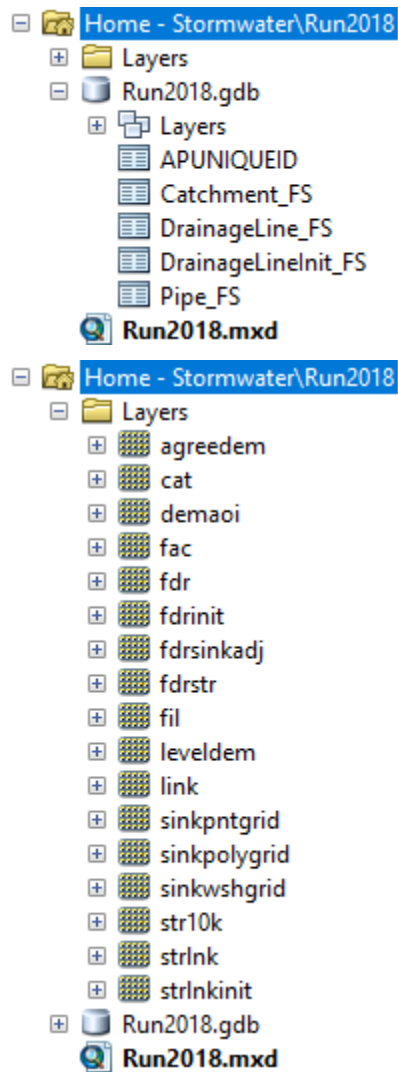 Home - Stormwater\Run2018
Layers
Run2018.gdb
Layers
APUNIQUEID
Catchment_FS
DrainageLine_FS
DrainageLineInit_FS
Pipe_FS
Run2018.mxd
Home - Stormwater\Run2018
Layers
agreedem
cat
demaoi
fac
fdr
fdrinit
fdrsinkadj
fdrstr
fil
leveldem
link
sinkpntgrid
sinkpolygrid
sinkwshgrid
str10k
strlnk
strlnkinit
Run2018.gdb
Run2018.mxd